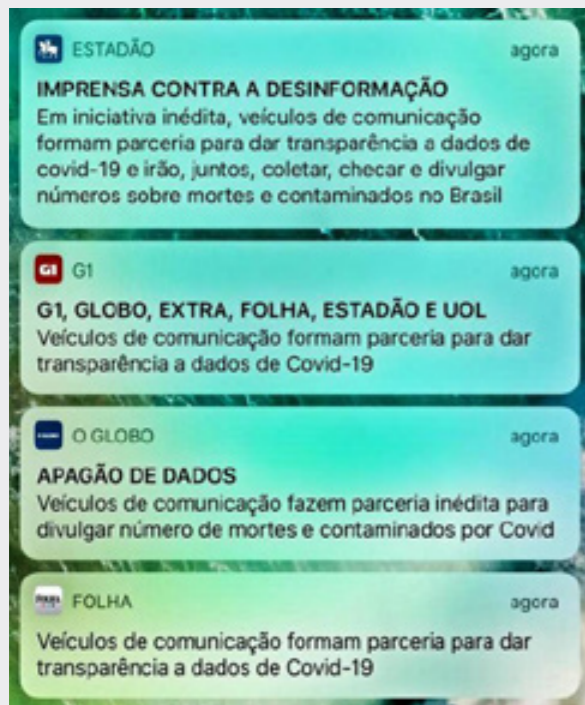 ESTADÃO agora
IMPRENSA CONTRA A DESINFORMAÇÃO
Em iniciativa inédita, veículos de comunicação
formam parceria para dar transparência a dados de
covid-19 e irão, juntos, coletar, checar e divulgar
números sobre mortes e contaminados no Brasil
G1 G1 agora
G1, GLOBO, EXTRA, FOLHA, ESTADÃO E UOL
Veículos de comunicação formam parceria para dar
transparência a dados de Covid-19
O GLOBO agora
APAGÃO DE DADOS
Veículos de comunicação fazem parceria inédita para
divulgar número de mortes e contaminados por Covid
FOLHA agora
Veículos de comunicação formam parceria para dar
transparência a dados de Covid-19